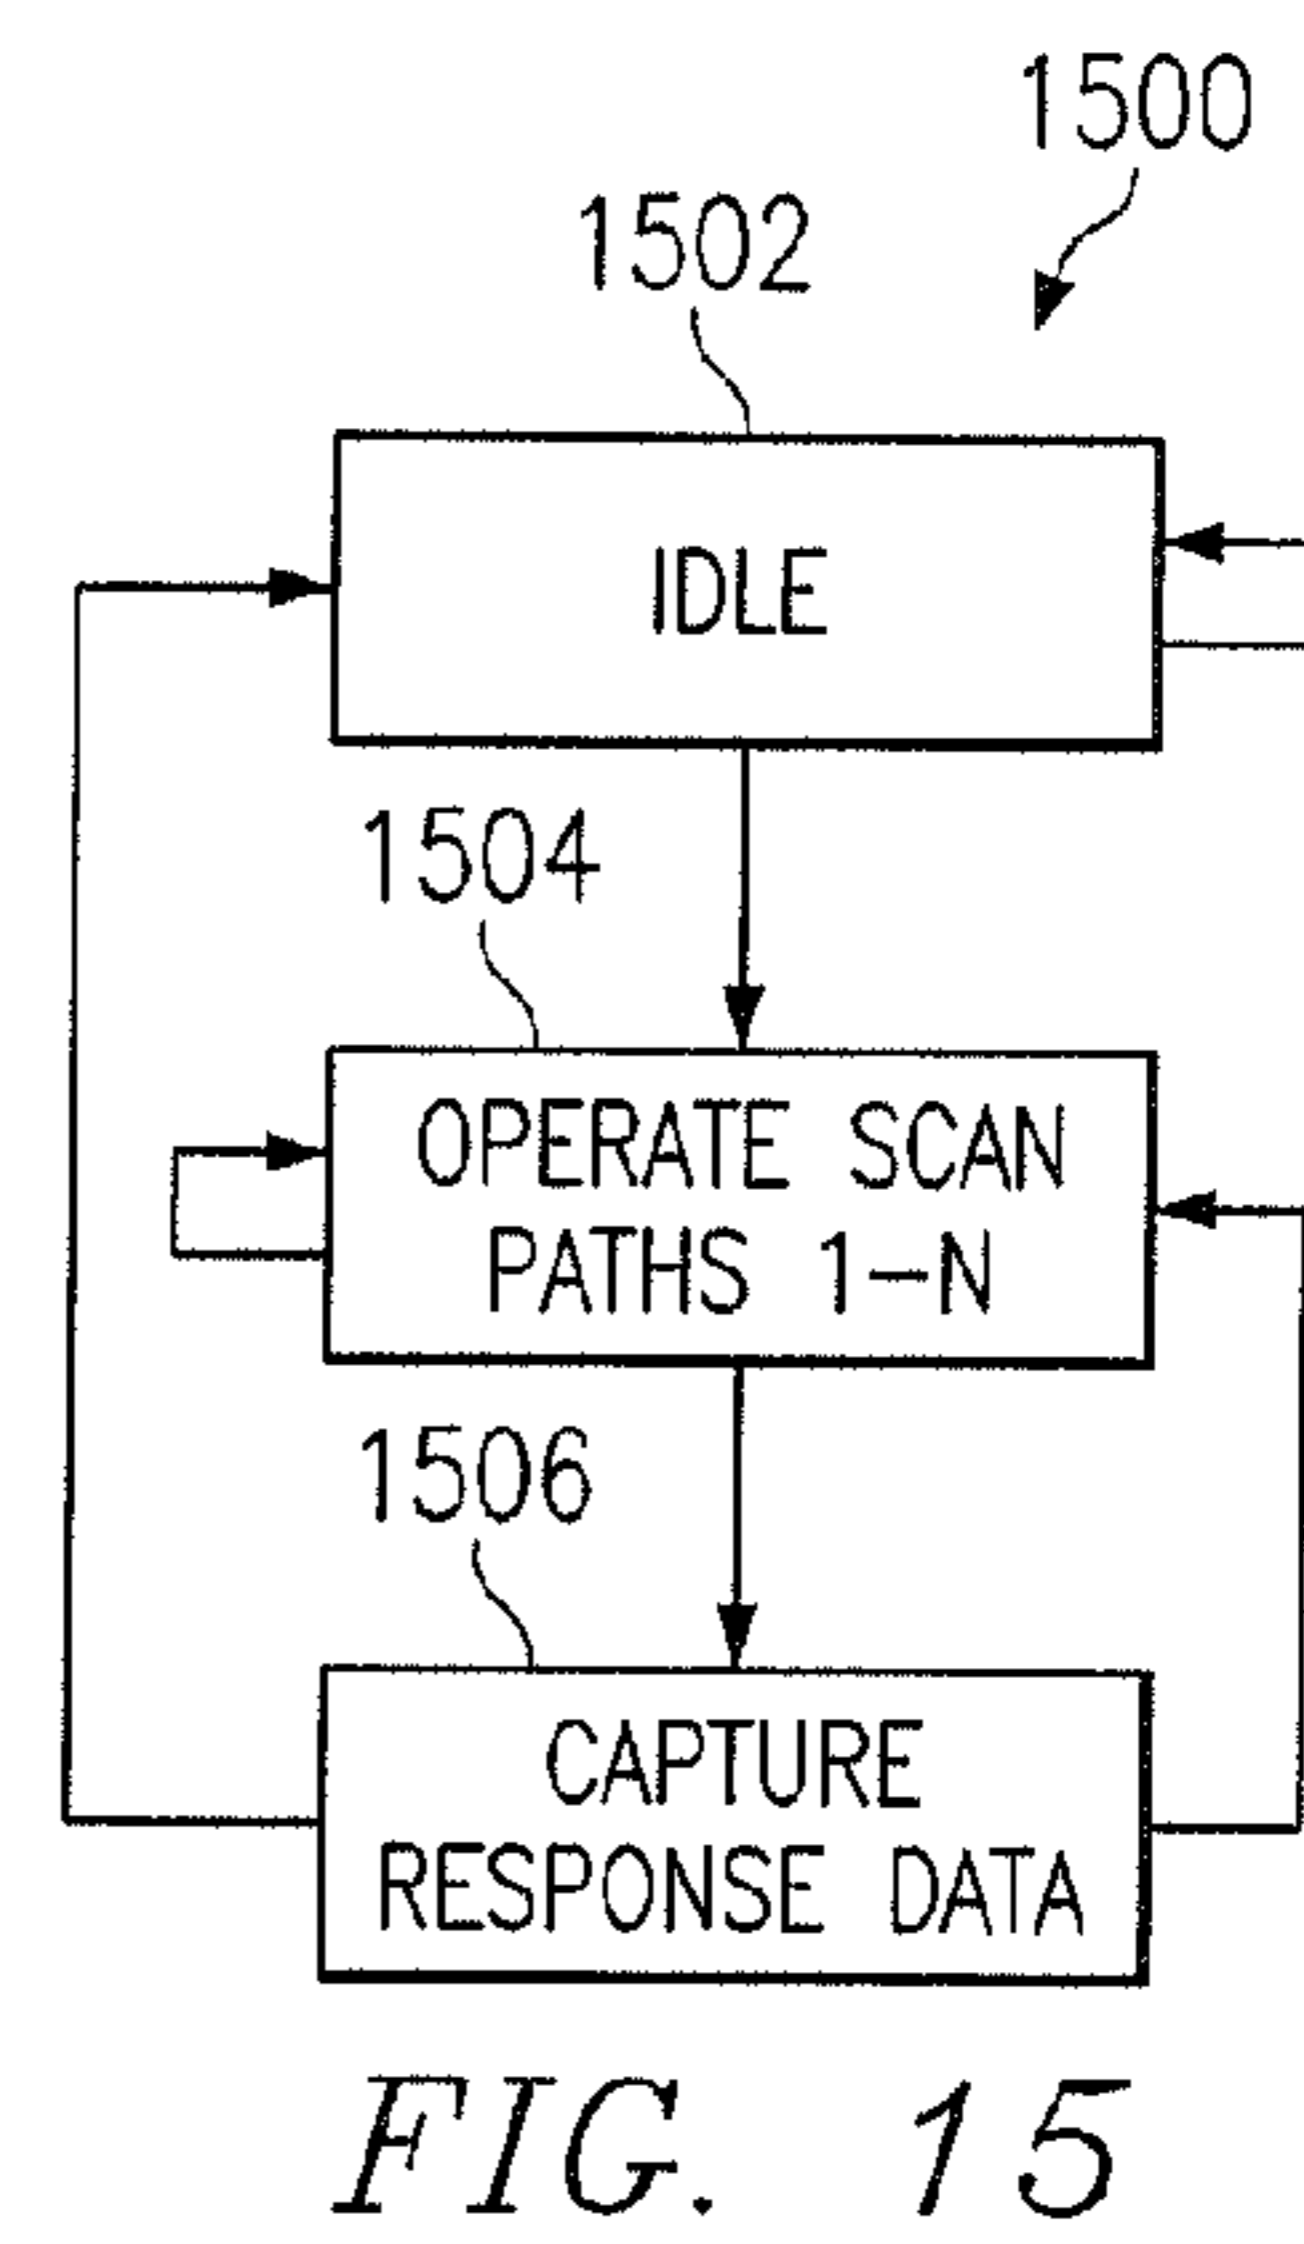 1500
1502
IDLE
1504
OPERATE SCAN
PATHS 1-N
1506
CAPTURE
RESPONSE DATA
FIG. 15